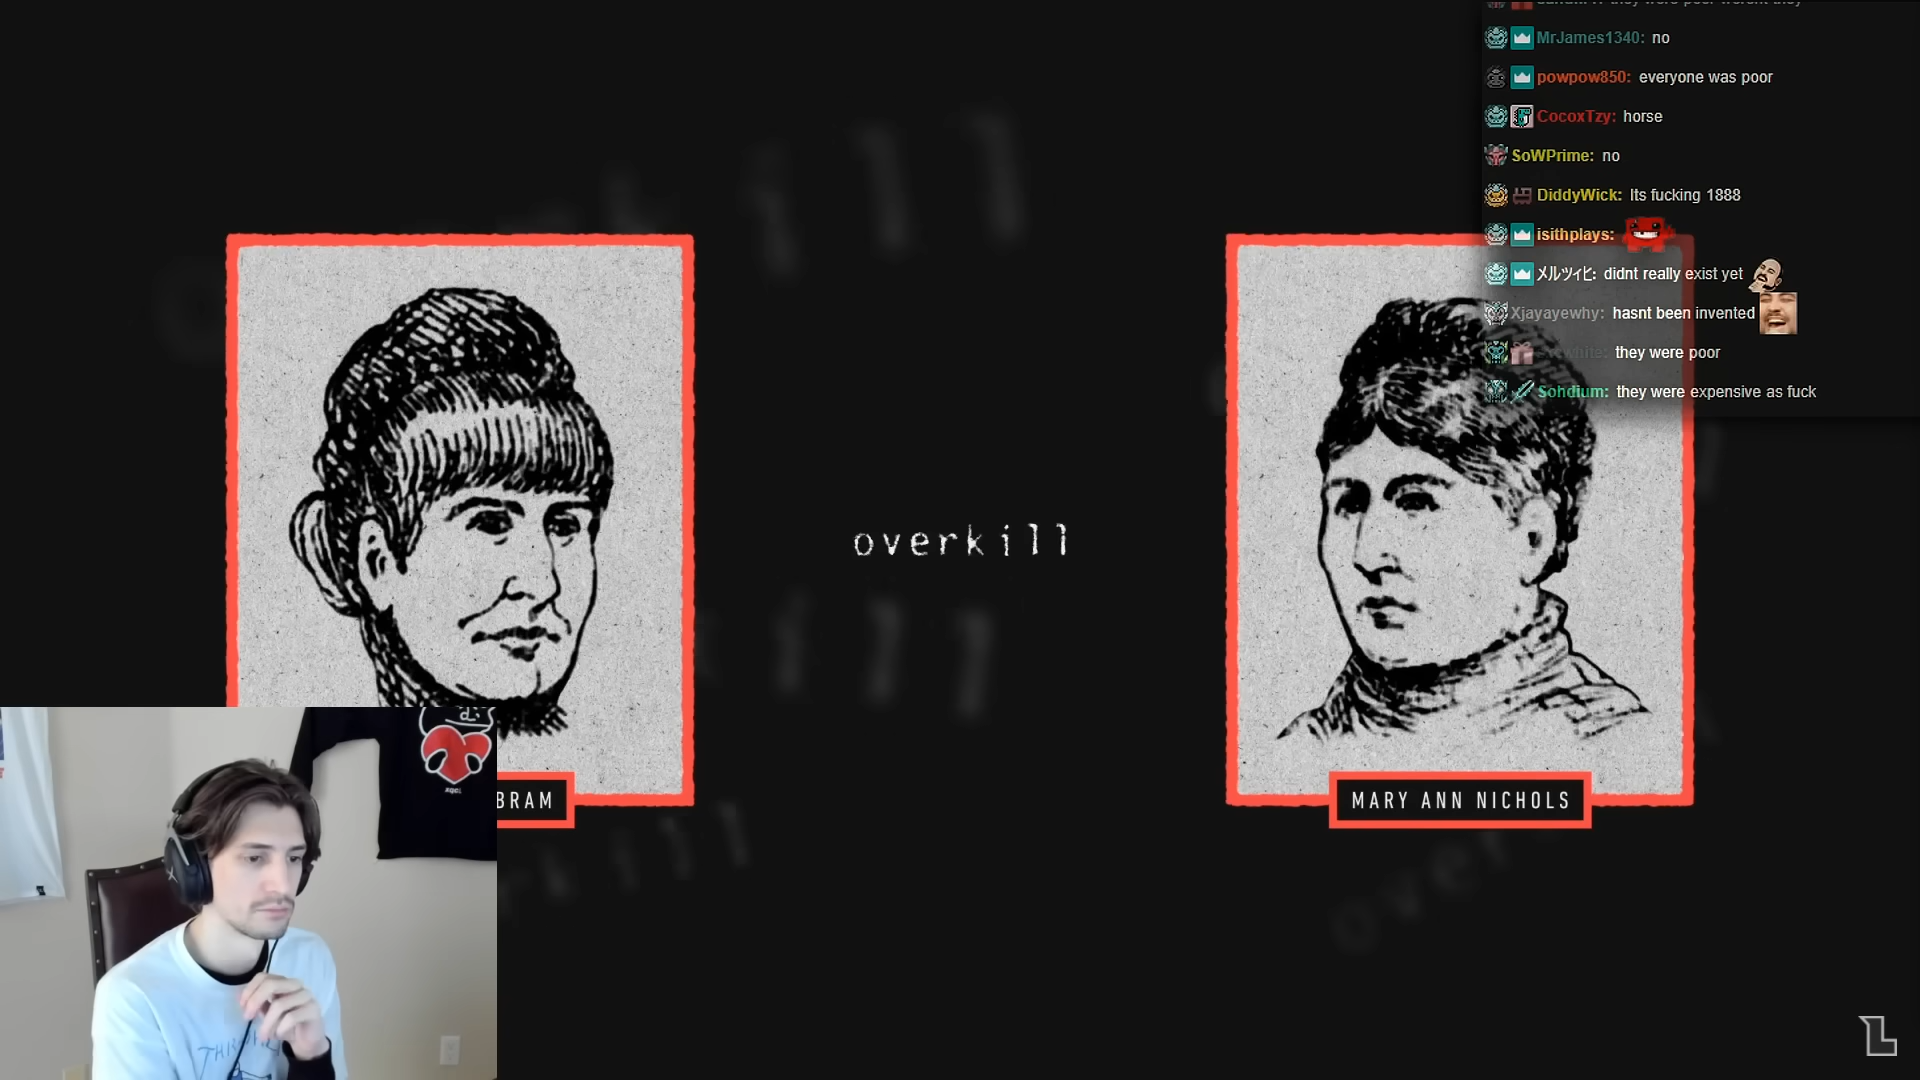 MrJames1340: no
powpow850: everyone was poor
CocoxTzy: horse
SoWPrime: no
DiddyWick: Its fucking 1888
isithplays:
メルツィヒ: didnt really exist yet
Xjayayewhy: hasnt been invented
they were poor
Sohdium: they were expensive as fuck
overkill
BRAM
MARY ANN NICHOLS